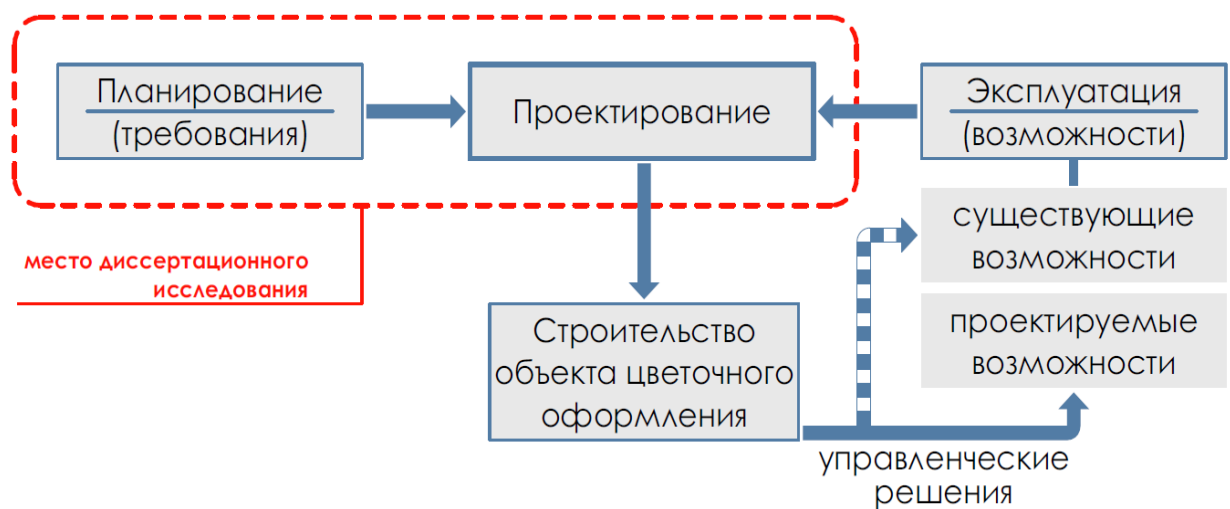 Планирование
(требования)
Проектирование
Эксплуатация
(возможности)
существующие
возможности
место диссертационного
исследования
проектируемые
возможности
Строительство
объекта цветочного
оформления
управленческие
решения